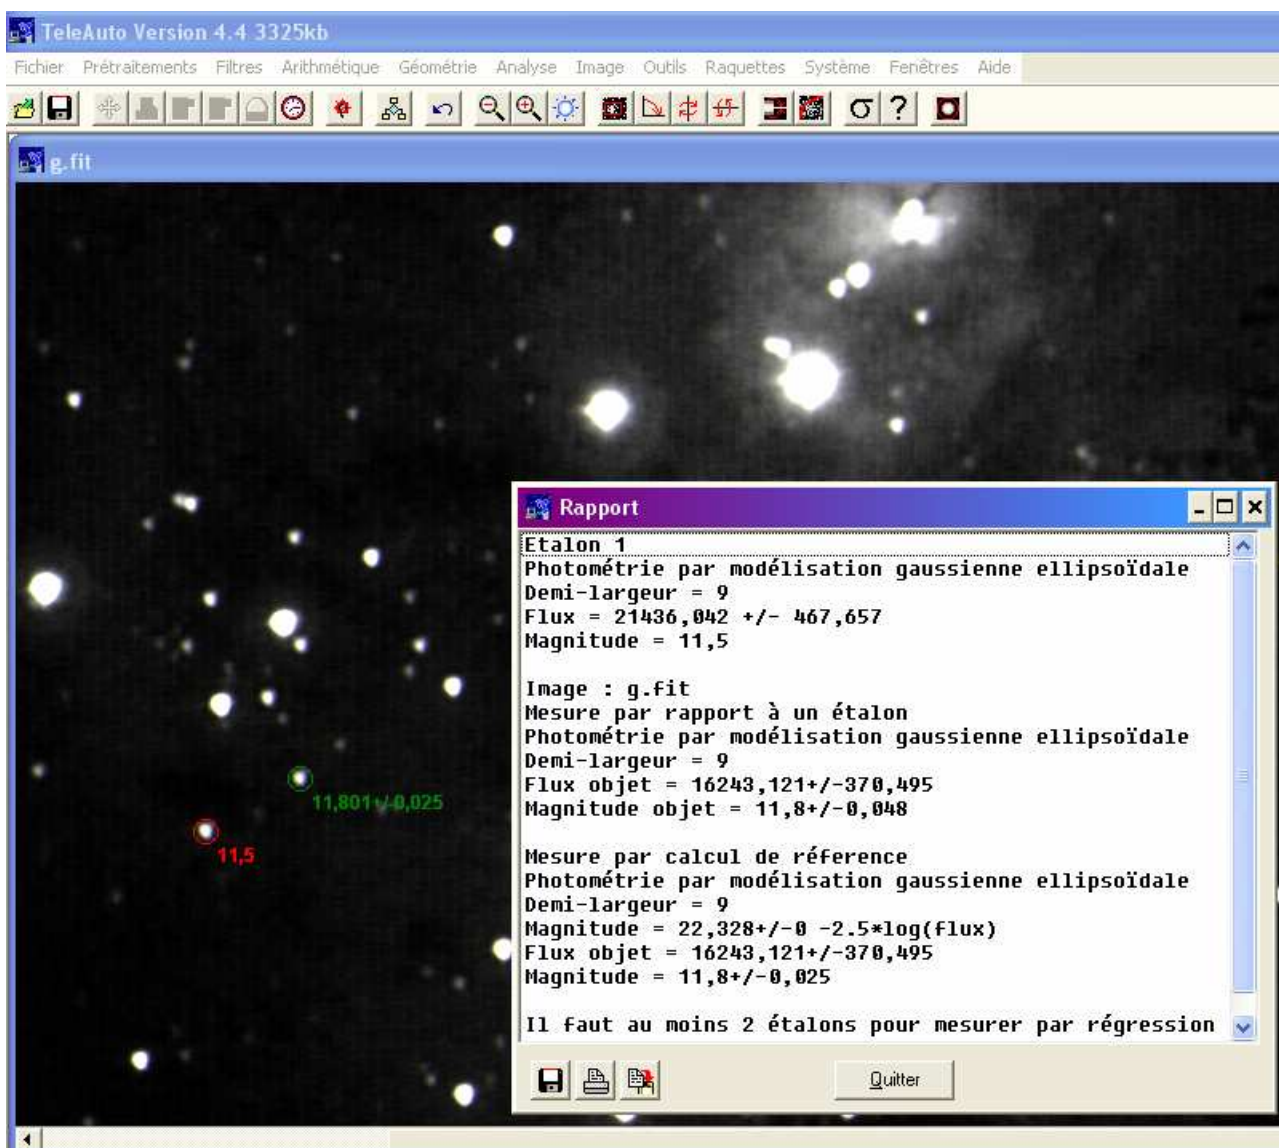 TeleAuto Version 4.4 3325kb
Fichier Prétraitements Filtres Arithmétique Géométrie Analyse Image Outils Raquettes Système Fenêtres Aide
g.fit
11,801+/-0,025
11,5
Rapport
Etalon 1
Photométrie par modélisation gaussienne ellipsoïdale
Demi-largeur = 9
Flux = 21436,042 +/- 467,657
Magnitude = 11,5
Image : g.fit
Mesure par rapport à un étalon
Photométrie par modélisation gaussienne ellipsoïdale
Demi-largeur = 9
Flux objet = 16243,121+/-370,495
Magnitude objet = 11,8+/-0,048
Mesure par calcul de réference
Photométrie par modélisation gaussienne ellipsoïdale
Demi-largeur = 9
Magnitude = 22,328+/-0 -2.5*log(flux)
Flux objet = 16243,121+/-370,495
Magnitude = 11,8+/-0,025
Il faut au moins 2 étalons pour mesurer par régression
Quitter